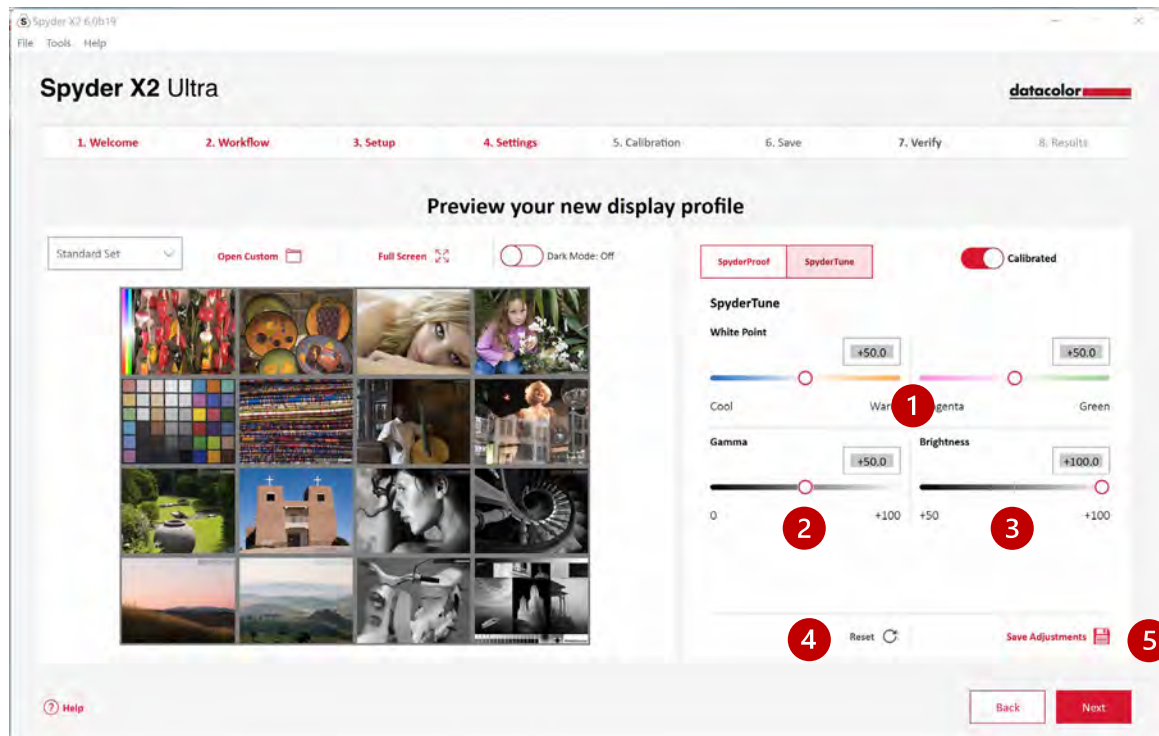 Spyder X2 6.0b19
File Tools Help
Spyder X2 Ultra
datacolor
1. Welcome 2. Workflow 3. Setup 4. Settings 5. Calibration 6. Save 7. Verify 8. Results
Preview your new display profile
Standard Set Open Custom Full Screen Dark Mode: Off
SpyderProof SpyderTune Calibrated
SpyderTune
White Point
+50.0 +50.0
Cool 1 Green
Gamma Brightness
+50.0 +100.0
0 2 +100 +50 3 +100
4 Reset Save Adjustments 5
? Help Back Next